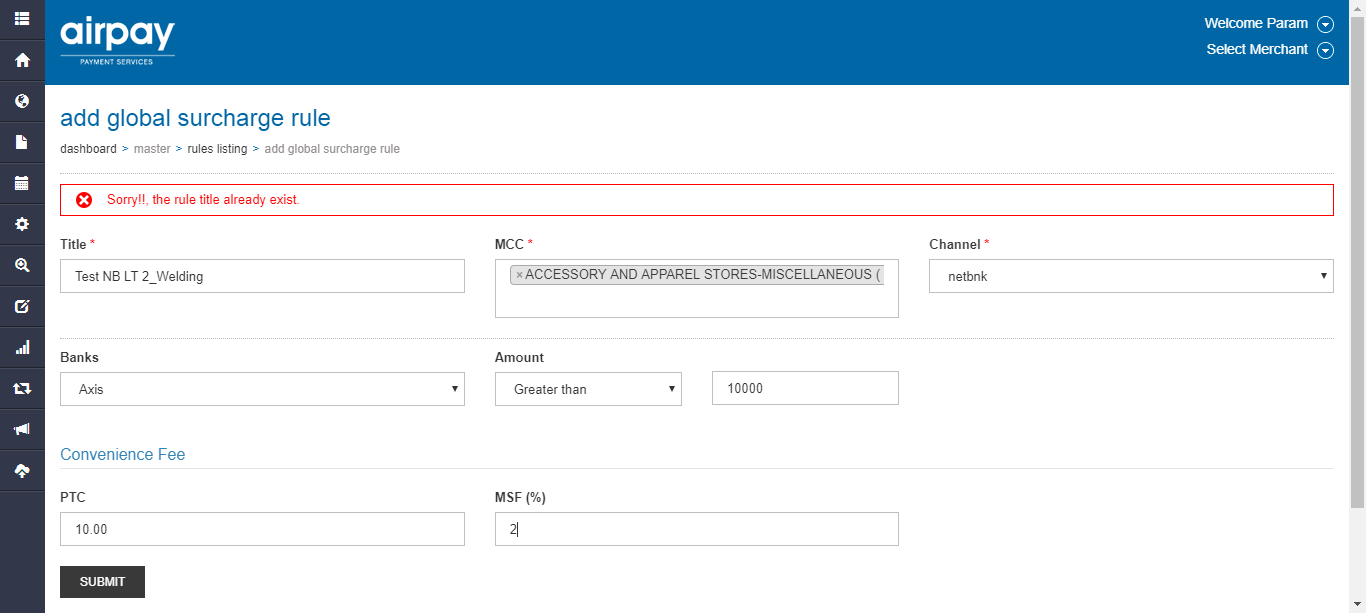 airpay
PAYMENT SERVICES
Welcome Param
Select Merchant
add global surcharge rule
dashboard > master > rules listing > add global surcharge rule
Sorry!!, the rule title already exist.
Title * MCC * Channel *
Test NB LT 2_Welding ×ACCESSORY AND APPAREL STORES-MISCELLANEOUS ( netbnk
Banks Amount
Axis Greater than 10000
Convenience Fee
PTC MSF (%)
10.00 2
SUBMIT